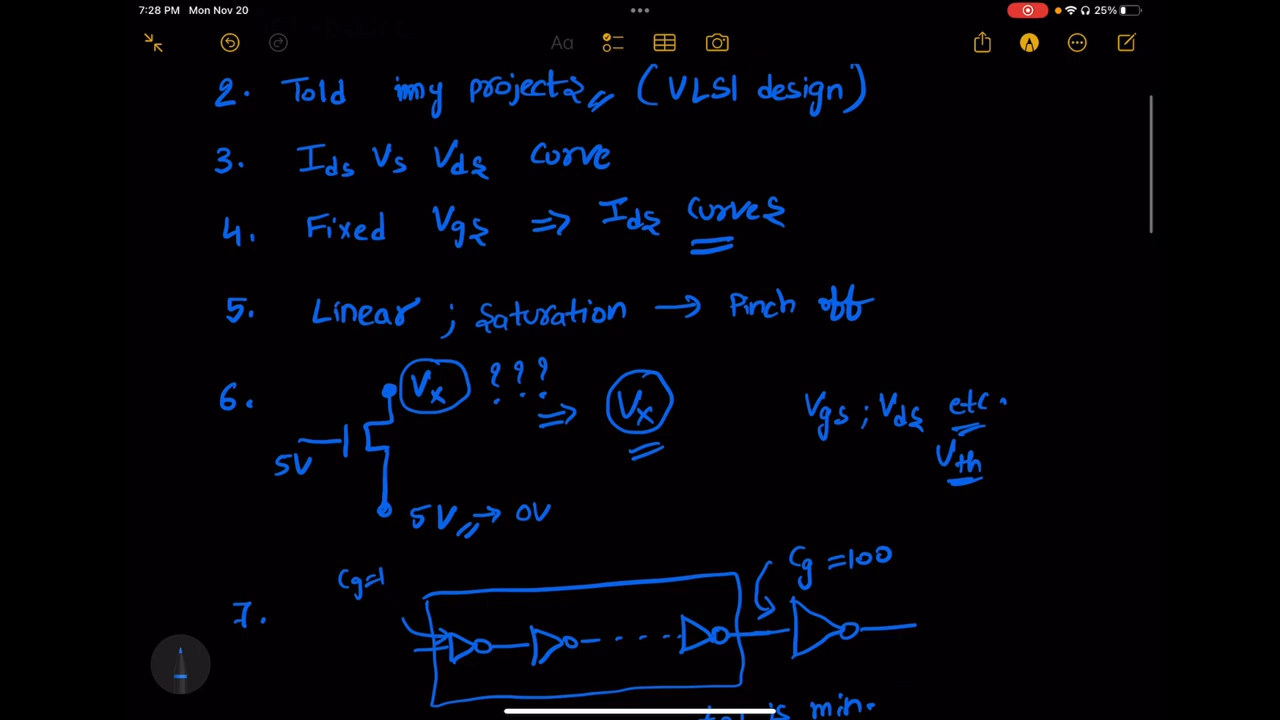 7:28 PM Mon Nov 20
25%
Aa
2. Told my projects, (VLSI design)
3. Ids Vs Vds Curve
4. Fixed Vgs => Ids Curves
5. Linear ; Saturation → Pinch off
6. Vx ??? => Vx
Vgs ; Vds etc.
Vth
5V
5V → 0V
Cg=1
Cg = 100
7.
is min.